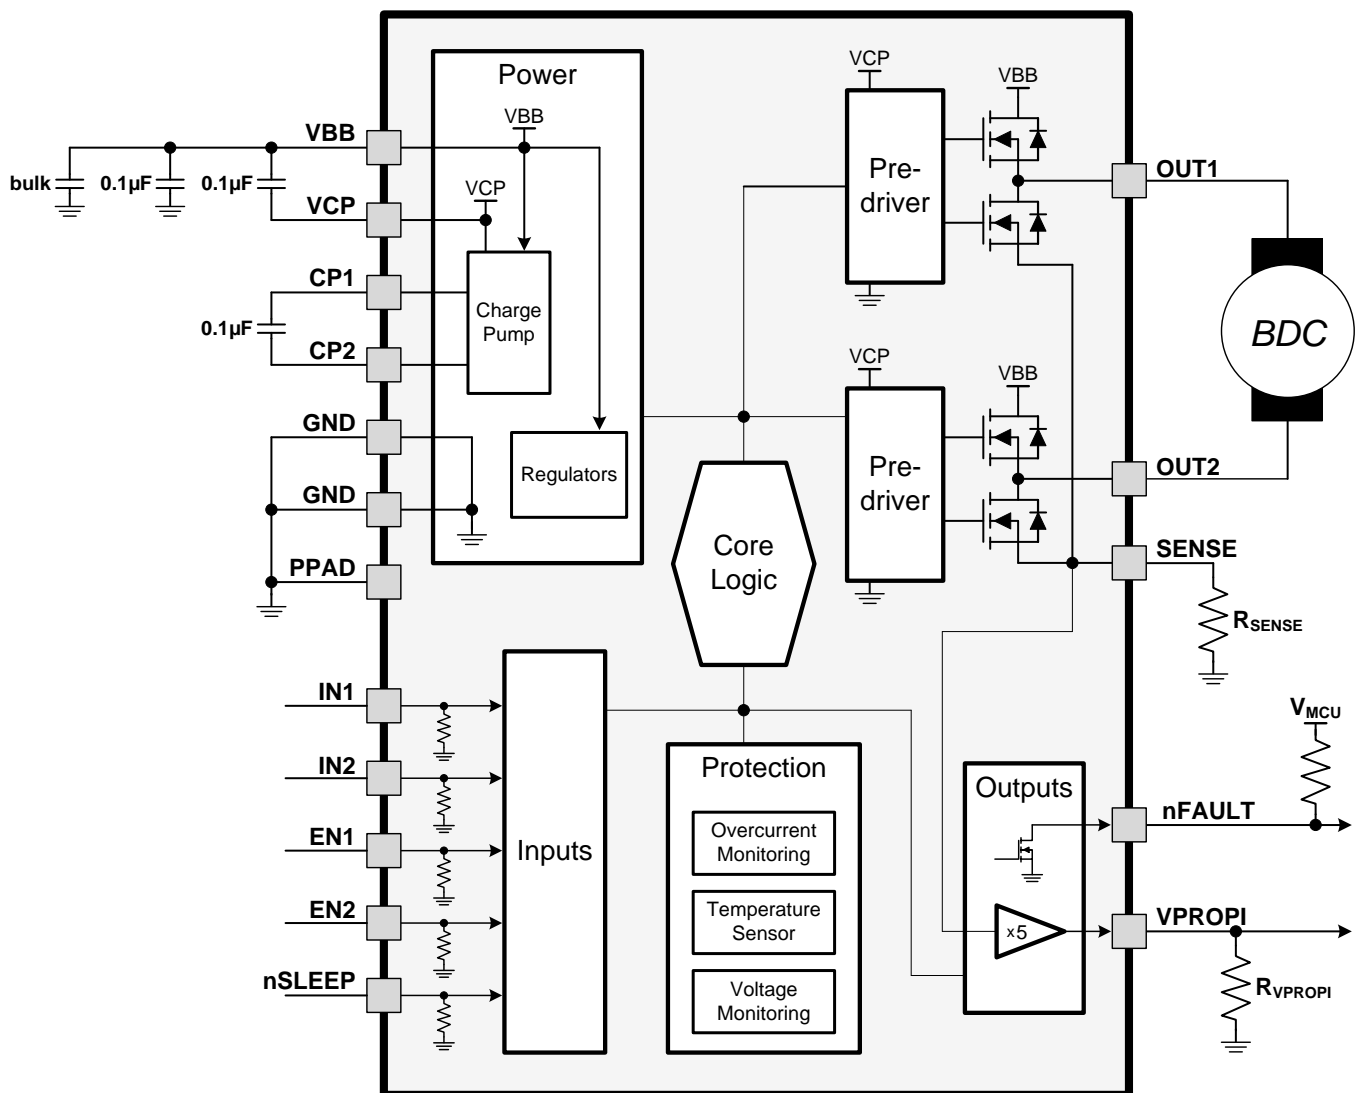 Power
VBB
VCP
VBB
bulk
0.1µF
0.1µF
VCP
CP1
0.1µF
CP2
Charge
Pump
GND
GND
PPAD
Regulators
VCP
Pre-
driver
VBB
OUT1
BDC
VCP
Pre-
driver
VBB
OUT2
SENSE
RSENSE
Core
Logic
IN1
IN2
EN1
EN2
nSLEEP
Inputs
Protection
Overcurrent
Monitoring
Temperature
Sensor
Voltage
Monitoring
Outputs
x5
VMCU
nFAULT
VPROPI
RVPROPI